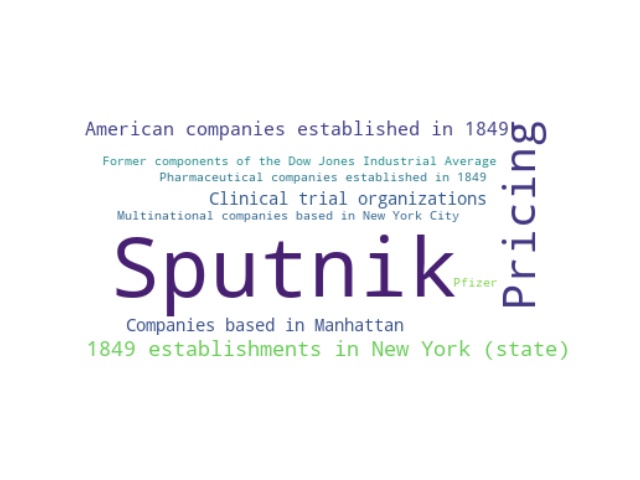 American companies established in 1849
Pricing
Former components of the Dow Jones Industrial Average
Pharmaceutical companies established in 1849
Clinical trial organizations
Multinational companies based in New York City
Sputnik
Pfizer
Companies based in Manhattan
1849 establishments in New York (state)